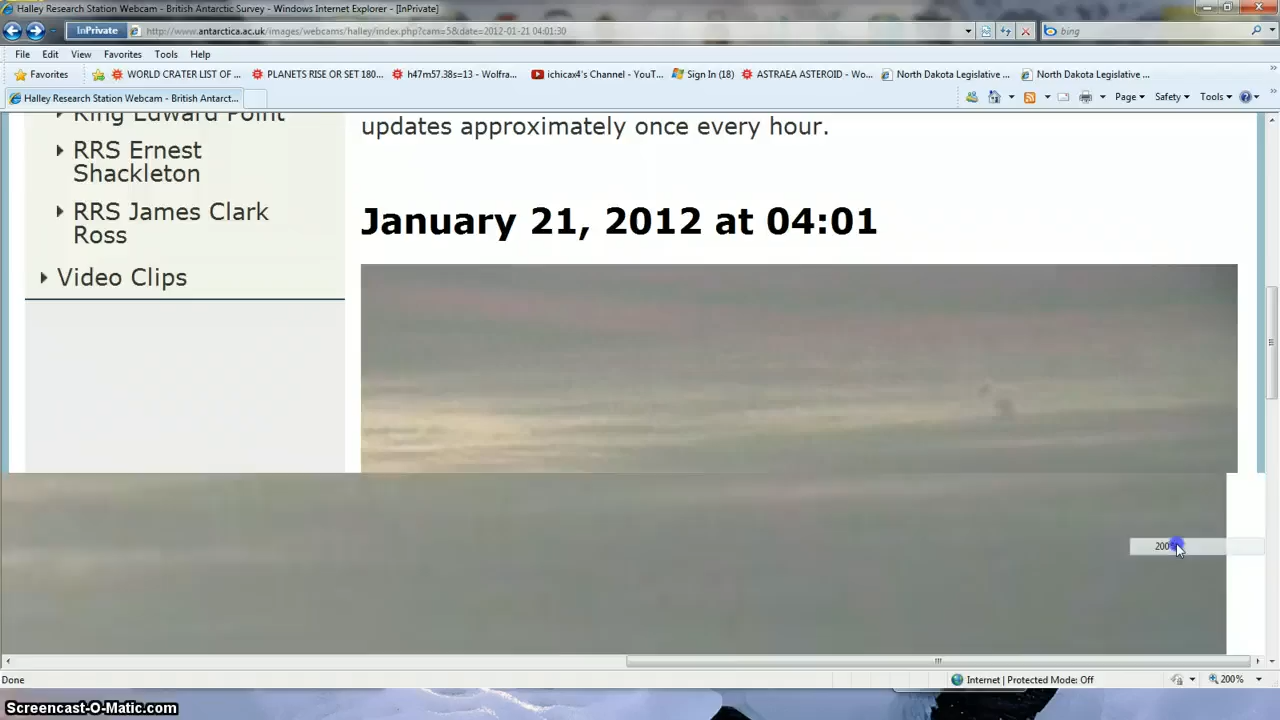 Halley Research Station Webcam - British Antarctic Survey - Windows Internet Explorer - [InPrivate]
InPrivate
http://www.antarctica.ac.uk/images/webcams/halley/index.php?cam=5&date=2012-01-21 04:01:30
bing
File Edit View Favorites Tools Help
Favorites WORLD CRATER LIST OF ... PLANETS RISE OR SET 180... h47m57.38s=13 - Wolfra... ichicax4's Channel - YouT... Sign In (18) ASTRAEA ASTEROID - Wo... North Dakota Legislative ... North Dakota Legislative ...
Halley Research Station Webcam - British Antarct...
Page Safety Tools
King Edward Point
RRS Ernest
Shackleton
RRS James Clark
Ross
Video Clips
updates approximately once every hour.
January 21, 2012 at 04:01
200%
Done
Internet | Protected Mode: Off
200%
Screencast-O-Matic.com